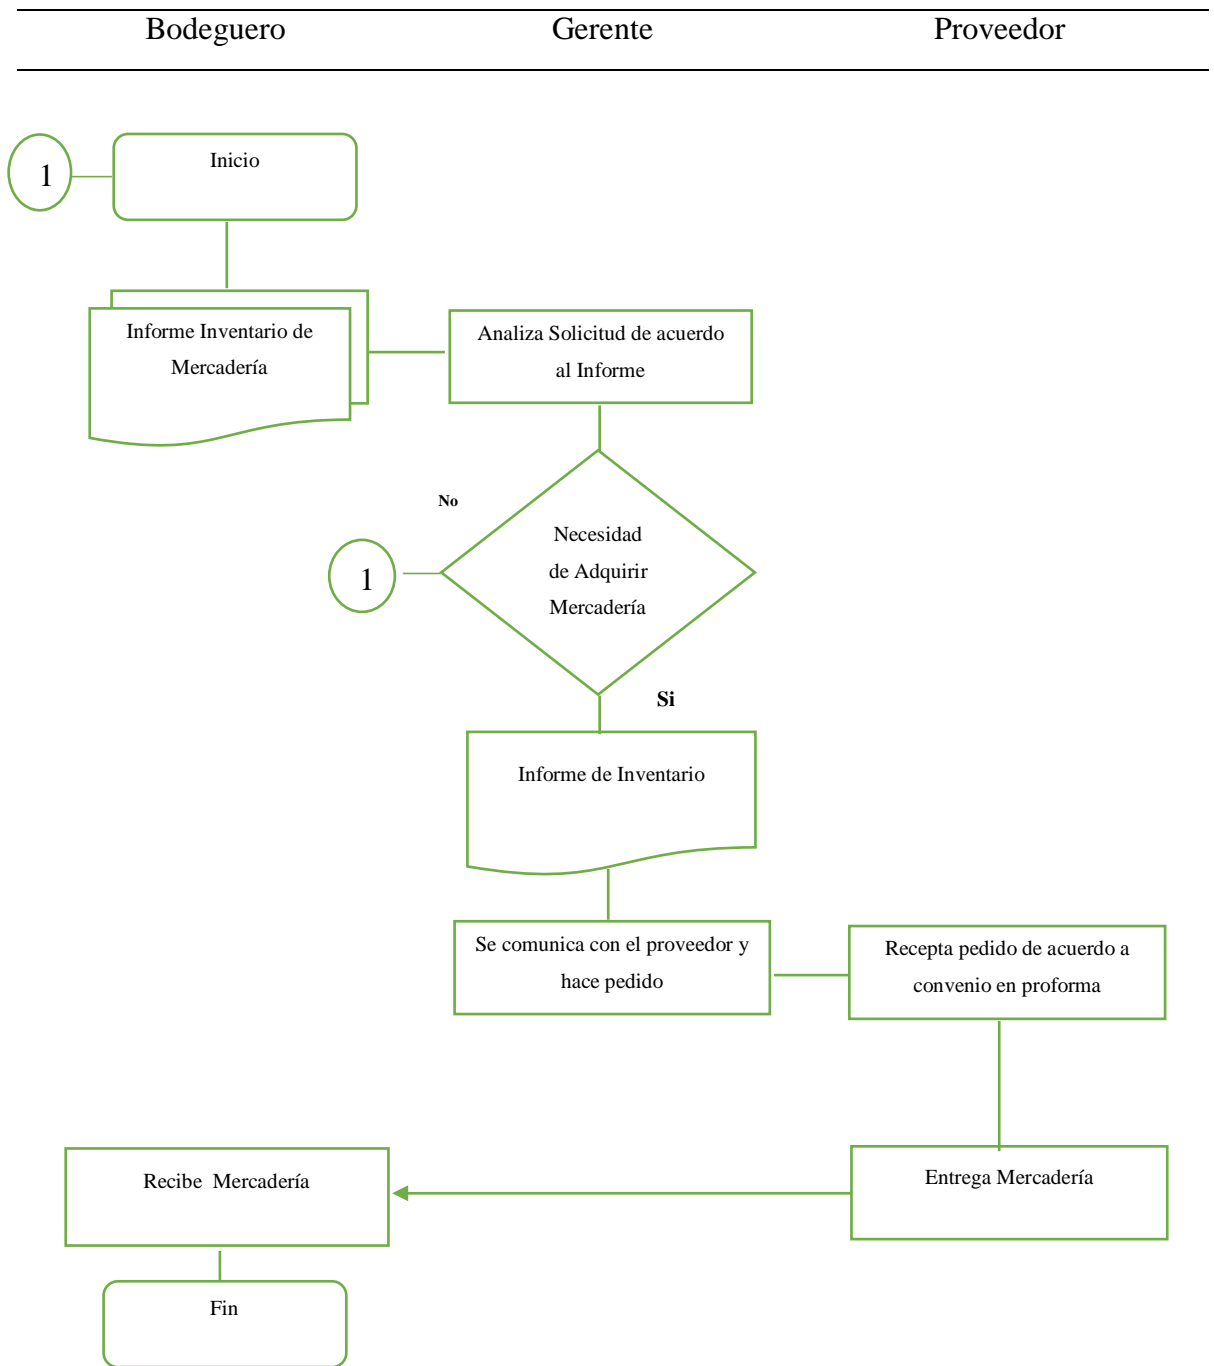 Bodeguero Gerente Proveedor
1
Inicio
Informe Inventario de
Mercadería
Analiza Solicitud de acuerdo
al Informe
No
1
Necesidad
de Adquirir
Mercadería
Si
Informe de Inventario
Se comunica con el proveedor y
hace pedido
Recepta pedido de acuerdo a
convenio en proforma
Entrega Mercadería
Recibe Mercadería
Fin